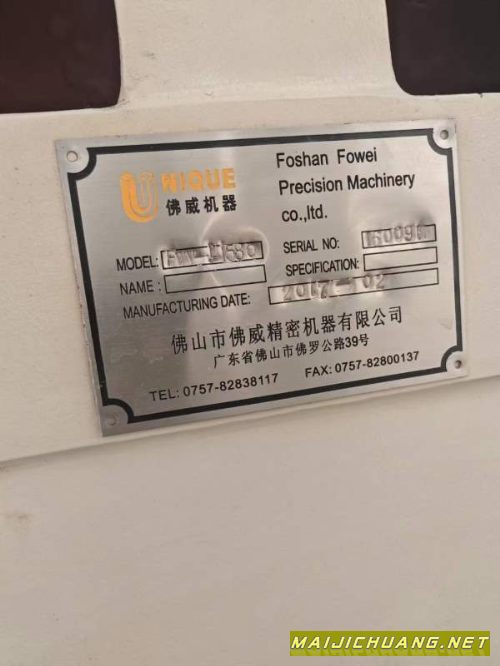 UNIQUE
佛威机器
Foshan Fowei
Precision Machinery
co.,ltd.
MODEL:
SERIAL NO:
NAME:
SPECIFICATION:
MANUFACTURING DATE: 2017-02
佛山市佛威精密机器有限公司
广东省佛山市佛罗公路39号
TEL: 0757-82838117 FAX: 0757-82800137
MAIJICHUANG.NET